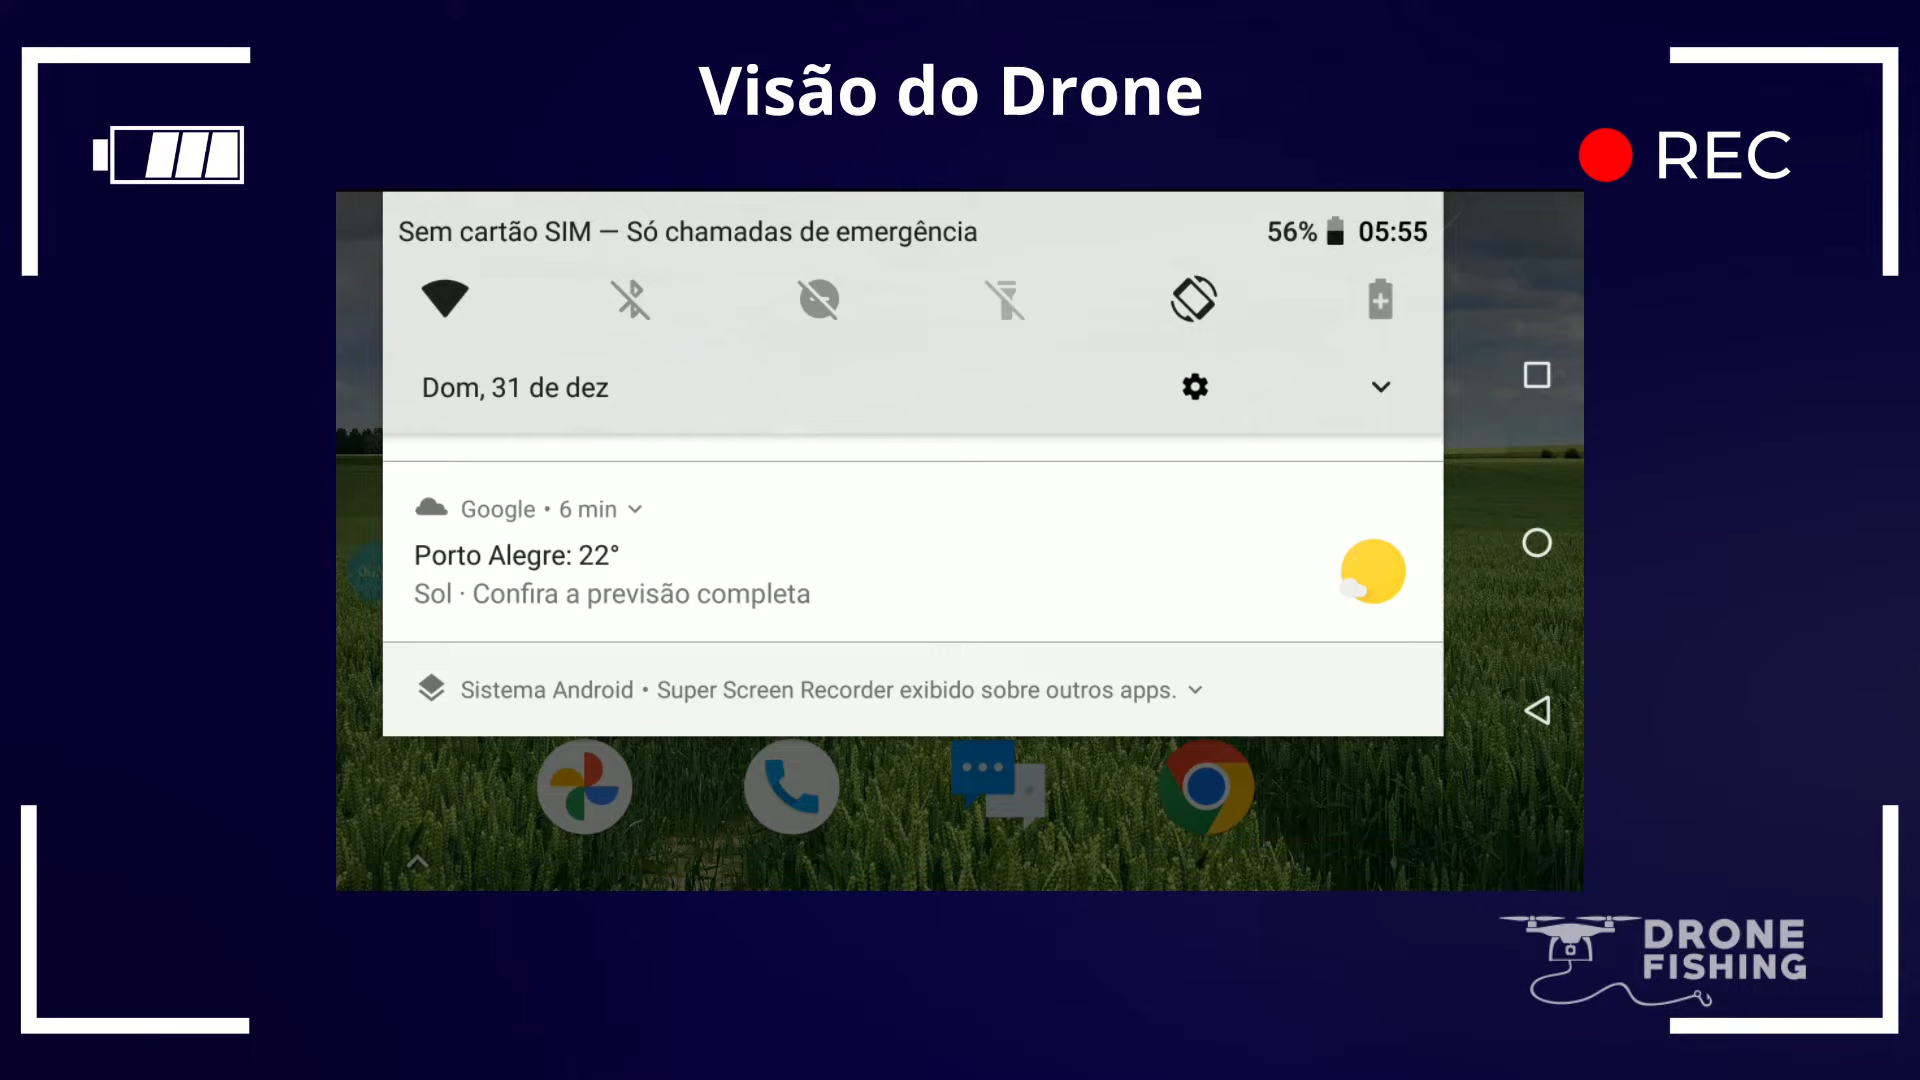 Visão do Drone
REC
Sem cartão SIM — Só chamadas de emergência
56% 05:55
Dom, 31 de dez
Google • 6 min
Porto Alegre: 22°
Sol · Confira a previsão completa
Sistema Android • Super Screen Recorder exibido sobre outros apps.
DRONE
FISHING